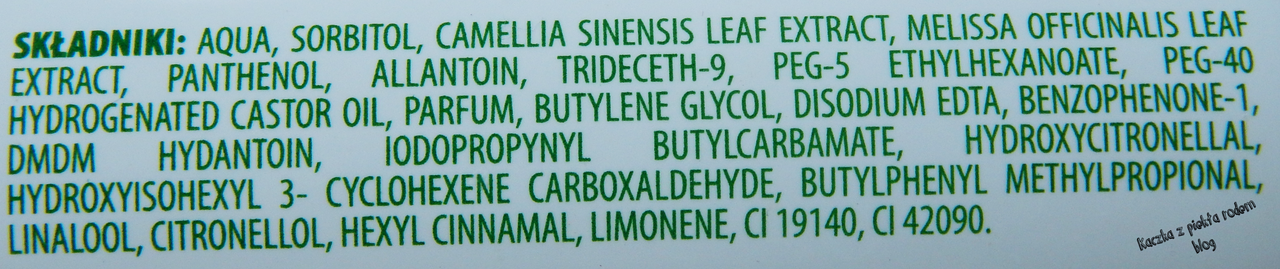 SKŁADNIKI: AQUA, SORBITOL, CAMELLIA SINENSIS LEAF EXTRACT, MELISSA OFFICINALIS LEAF
EXTRACT, PANTHENOL, ALLANTOIN, TRIDECETH-9, PEG-5 ETHYLHEXANOATE, PEG-40
HYDROGENATED CASTOR OIL, PARFUM, BUTYLENE GLYCOL, DISODIUM EDTA, BENZOPHENONE-1,
DMDM HYDANTOIN, IODOPROPYNYL BUTYLCARBAMATE, HYDROXYCITRONELLAL,
HYDROXYISOHEXYL 3- CYCLOHEXENE CARBOXALDEHYDE, BUTYLPHENYL METHYLPROPIONAL,
LINALOOL, CITRONELLOL, HEXYL CINNAMAL, LIMONENE, CI 19140, CI 42090.
Kaczka z piekła rodem
blog